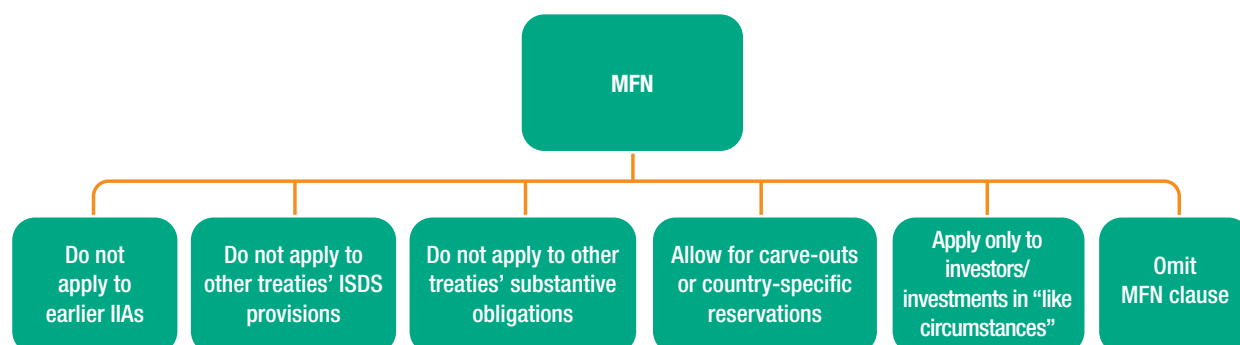 MFN
Do not
apply to
earlier IIAs
Do not apply to
other treaties’ ISDS
provisions
Do not apply to other
treaties’ substantive
obligations
Allow for carve-outs
or country-specific
reservations
Apply only to
investors/
investments in “like
circumstances”
Omit
MFN clause